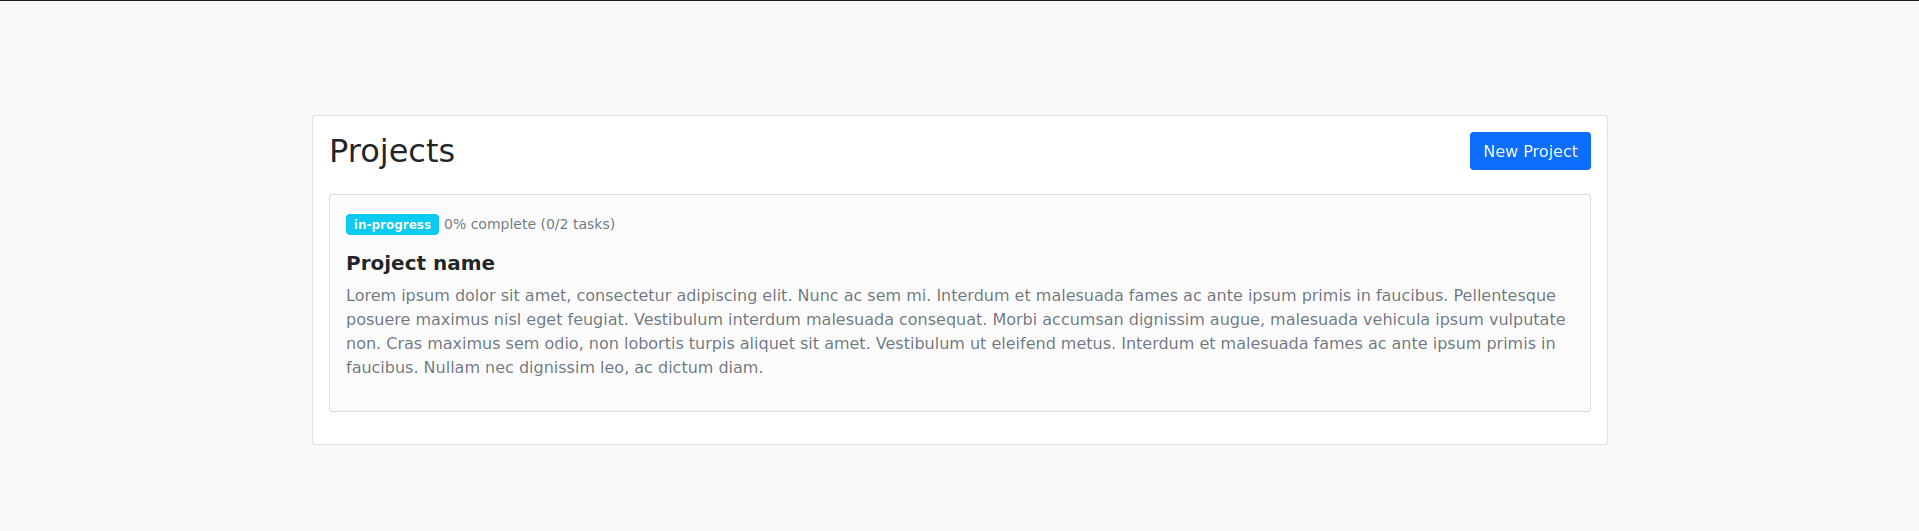 Projects
New Project
in-progress 0% complete (0/2 tasks)
Project name
Lorem ipsum dolor sit amet, consectetur adipiscing elit. Nunc ac sem mi. Interdum et malesuada fames ac ante ipsum primis in faucibus. Pellentesque
posuere maximus nisl eget feugiat. Vestibulum interdum malesuada consequat. Morbi accumsan dignissim augue, malesuada vehicula ipsum vulputate
non. Cras maximus sem odio, non lobortis turpis aliquet sit amet. Vestibulum ut eleifend metus. Interdum et malesuada fames ac ante ipsum primis in
faucibus. Nullam nec dignissim leo, ac dictum diam.